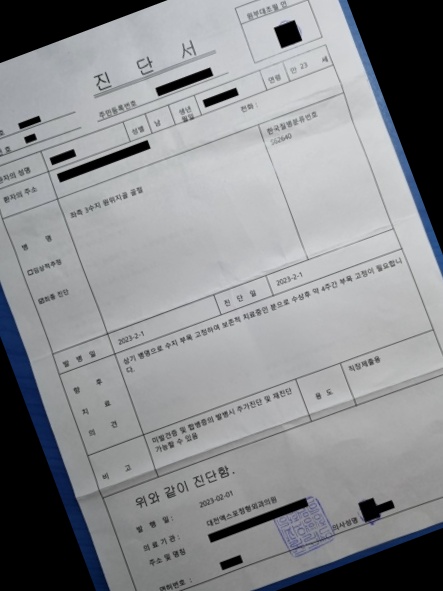 원부대조필 인
진 단 서
호
주민등록번호
호
환자의 성명
성별
남
생년
월일
연령
만 23 세
환자의 주소
전화 :
한국질병분류번호
S62640
병 명
좌측 3수지 원위지골 골절
□임상적추정
☑최종 진단
발 병 일
2023-2-1
진 단 일
2023-2-1
향 후
치 료
의 견
상기 병명으로 수지 부목 고정하여 보존적 치료중인 분으로 수상후 약 4주간 부목 고정이 필요합니
다.
비 고
미발견증 및 합병증의 발병시 추가진단 및 재진단
가능할 수 있음
용 도
직장제출용
위와 같이 진단함.
발 행 일 :
2023-02-01
의 료 기 관 :
대전엑스포정형외과의원
주소 및 명칭
의사성명
면허번호 :